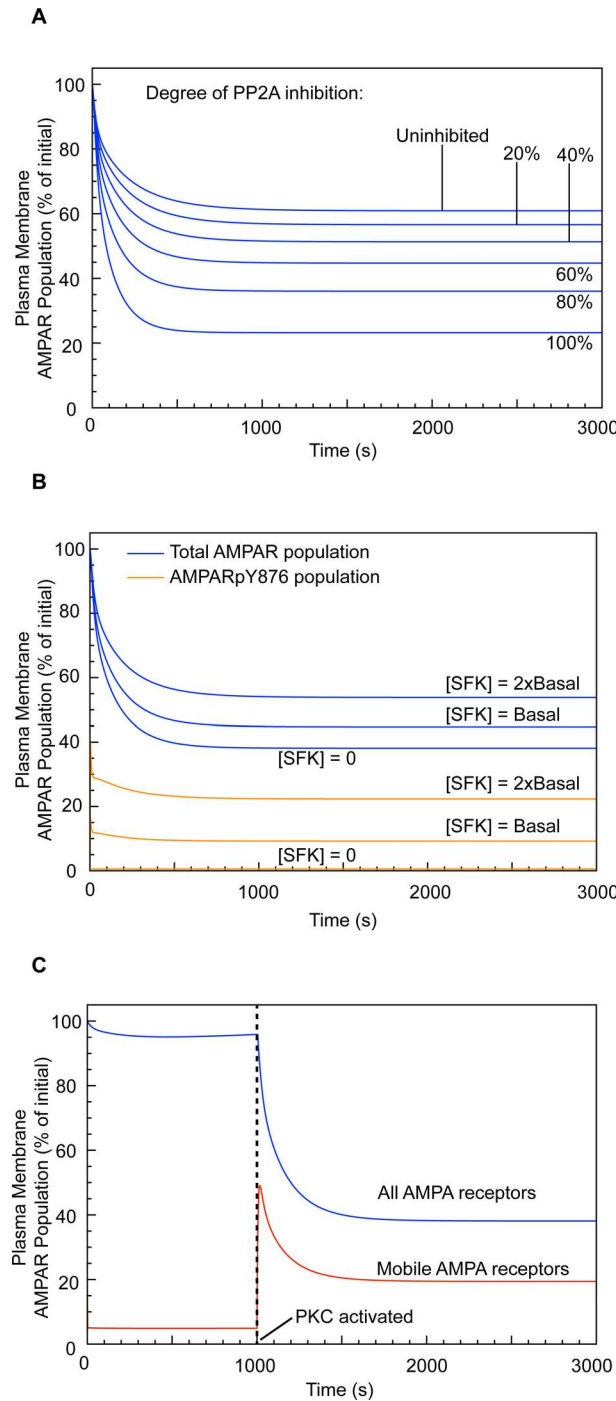 A
Plasma Membrane
AMPAR Population (% of initial)
100
80
60
40
20
0
Degree of PP2A inhibition:
Uninhibited
20%
40%
60%
80%
100%
0
1000
2000
3000
Time (s)
B
Plasma Membrane
AMPAR Population (% of initial)
100
80
60
40
20
0
Total AMPAR population
AMPARpY876 population
[SFK] = 2xBasal
[SFK] = Basal
[SFK] = 0
[SFK] = 2xBasal
[SFK] = Basal
[SFK] = 0
0
1000
2000
3000
Time (s)
C
Plasma Membrane
AMPAR Population (% of initial)
100
80
60
40
20
0
All AMPA receptors
Mobile AMPA receptors
PKC activated
0
1000
2000
3000
Time (s)